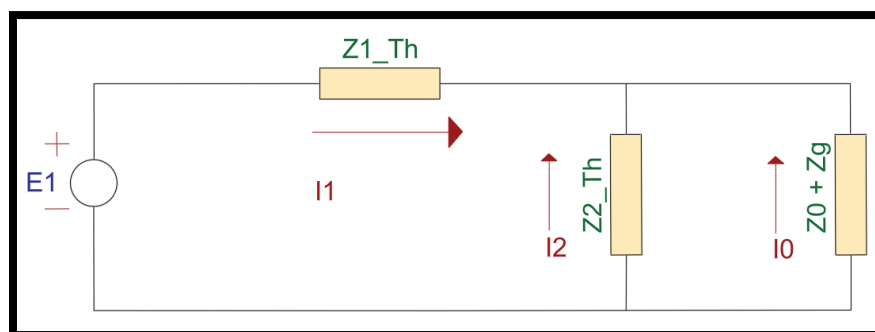 Z1_Th
+
E1
−
I1
I2
Z2_Th
I0
Z0 + Zg